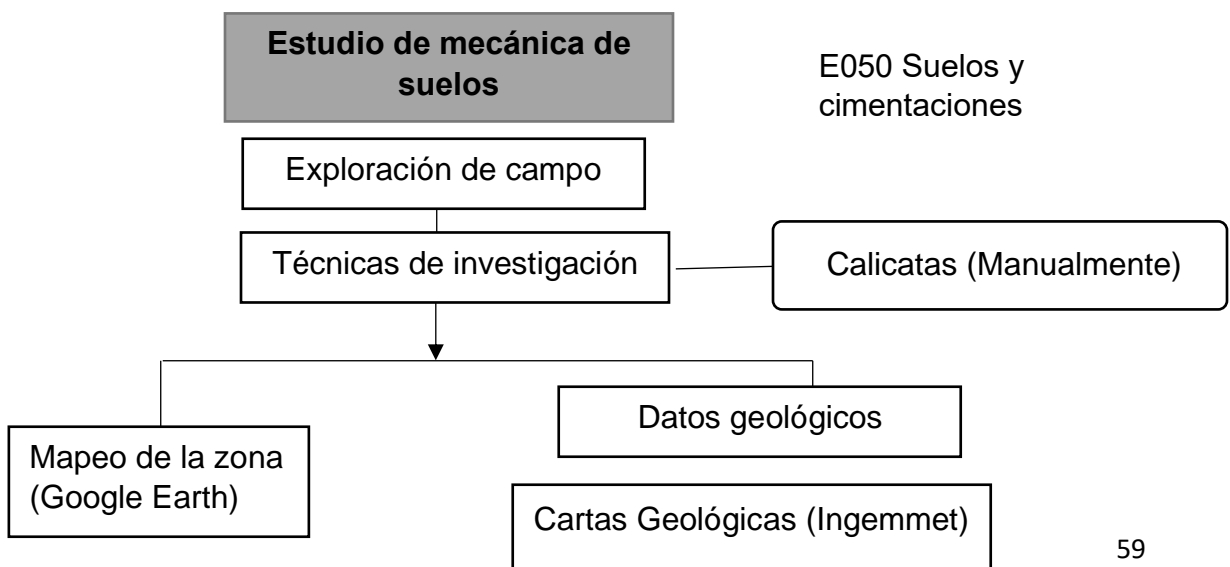 Estudio de mecánica de
suelos
E050 Suelos y
cimentaciones
Exploración de campo
Técnicas de investigación
Calicatas (Manualmente)
Mapeo de la zona
(Google Earth)
Datos geológicos
Cartas Geológicas (Ingemmet)
59